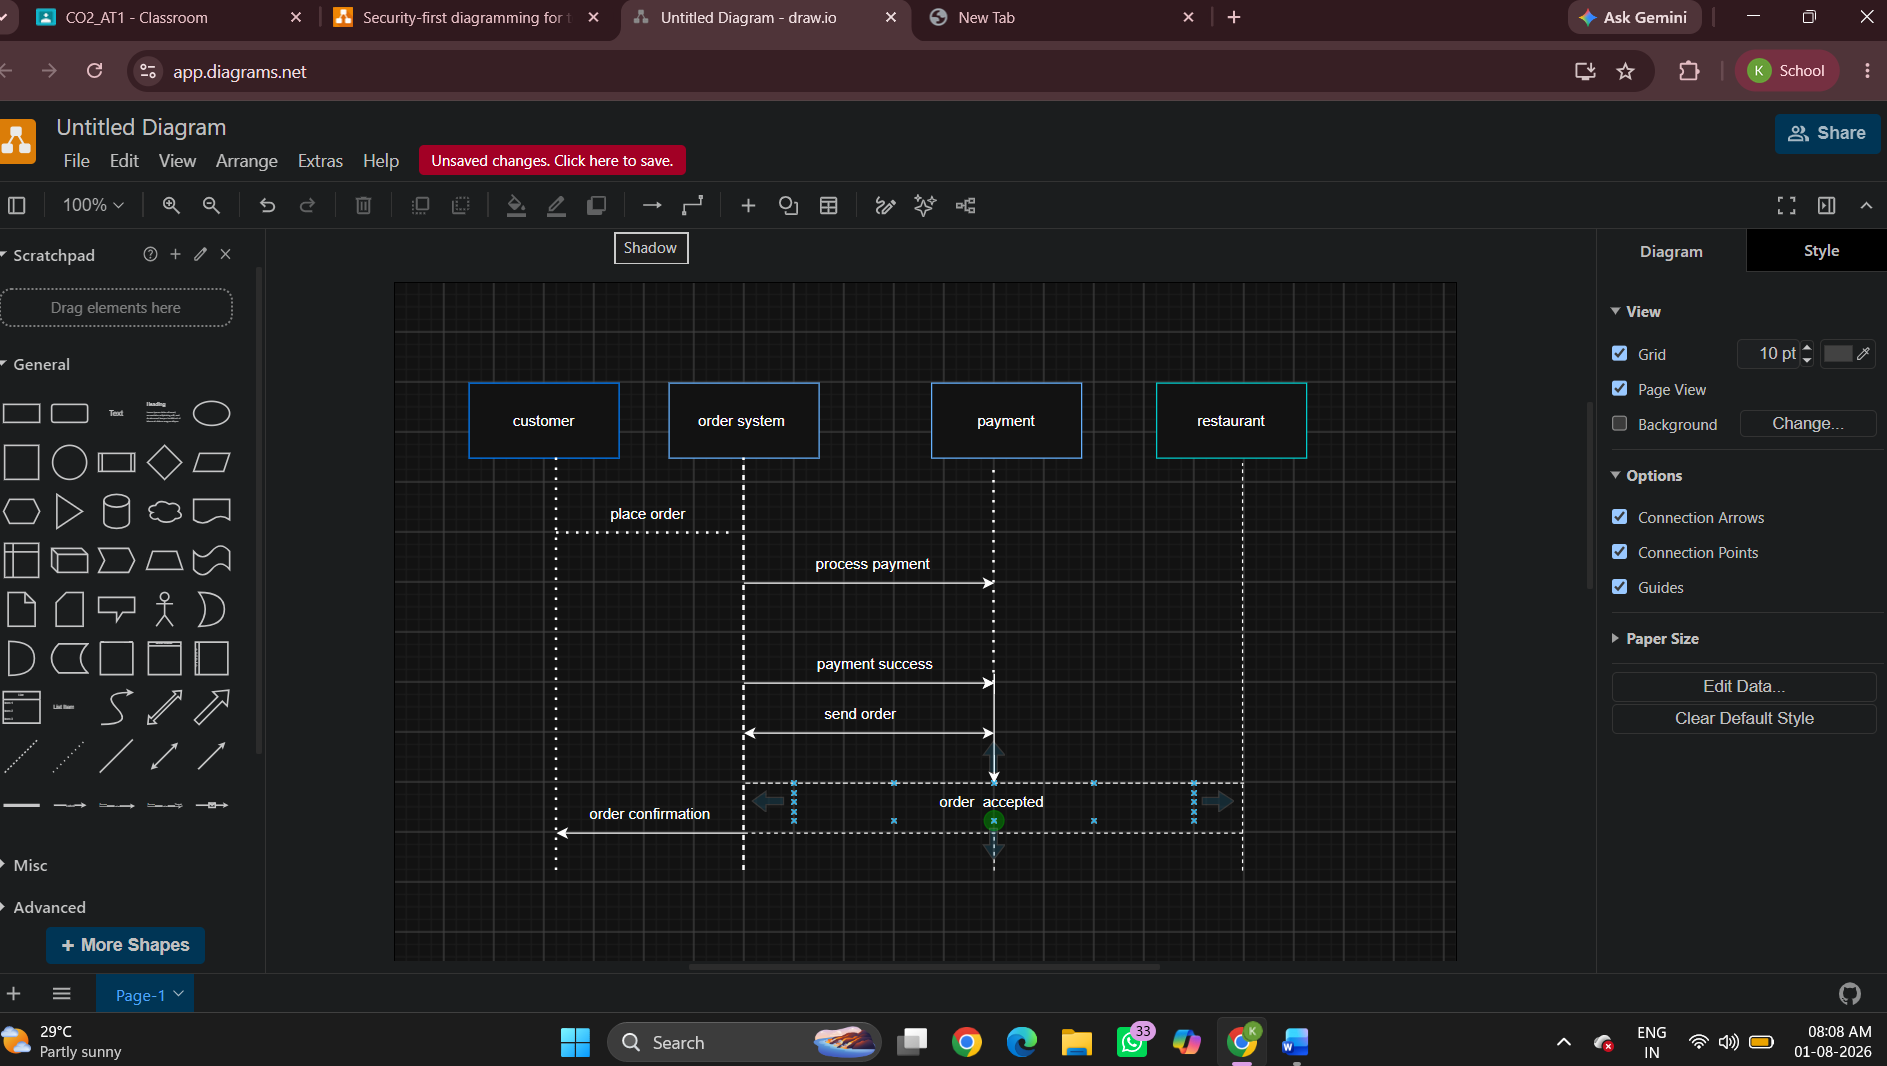 CO2_AT1 - Classroom
Security-first diagramming for t
Untitled Diagram - draw.io
New Tab
Ask Gemini
app.diagrams.net
K
School
Untitled Diagram
File
Edit
View
Arrange
Extras
Help
Unsaved changes. Click here to save.
Share
100%
Shadow
Scratchpad
Drag elements here
General
Text
Heading
List Item
Misc
Advanced
+ More Shapes
customer
order system
payment
restaurant
place order
process payment
payment success
send order
order accepted
order confirmation
Diagram
Style
View
Grid
10 pt
Page View
Background
Change...
Options
Connection Arrows
Connection Points
Guides
Paper Size
Edit Data...
Clear Default Style
Page-1
29°C
Partly sunny
Search
33
K
W
ENG
IN
08:08 AM
01-08-2026